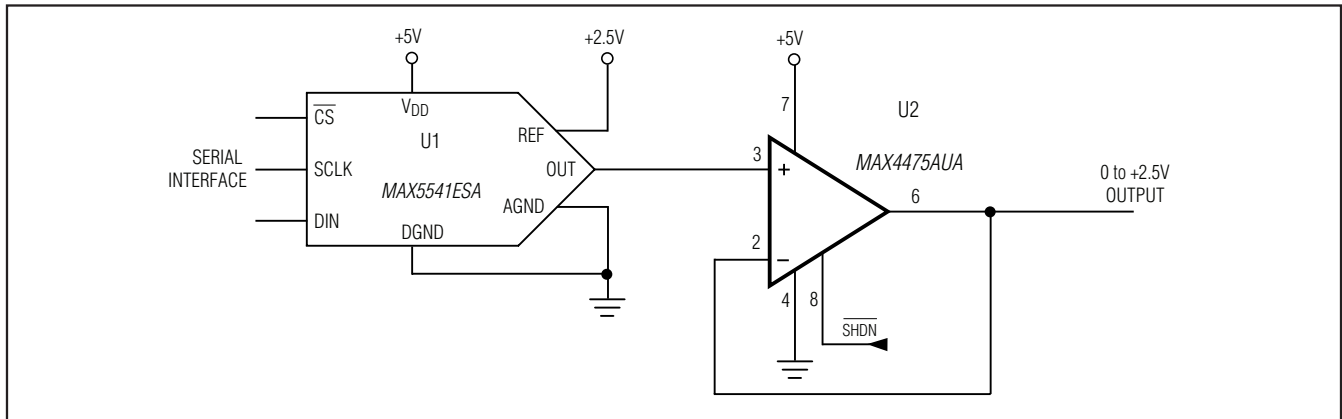 +5V
+2.5V
+5V
CS
VDD
U1
REF
7
U2
SERIAL
INTERFACE
SCLK
OUT
3
+
MAX4475AUA
MAX5541ESA
0 to +2.5V
OUTPUT
DIN
AGND
DGND
6
2
−
4
8
SHDN